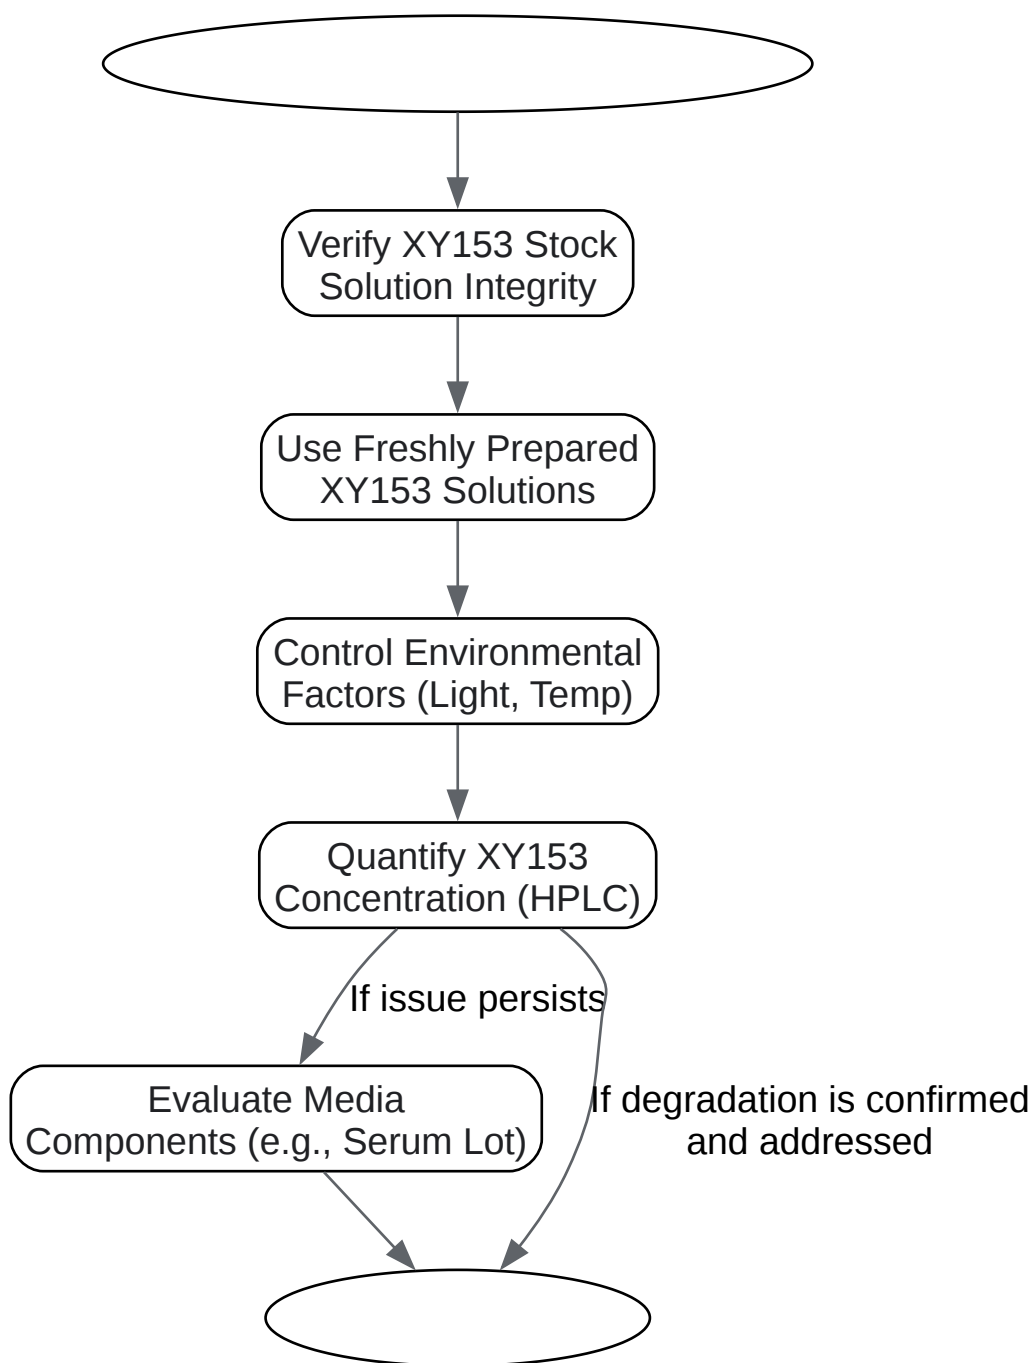 Verify XY153 Stock
Solution Integrity
Use Freshly Prepared
XY153 Solutions
Control Environmental
Factors (Light, Temp)
Quantify XY153
Concentration (HPLC)
If issue persists
Evaluate Media
Components (e.g., Serum Lot)
If degradation is confirmed
and addressed